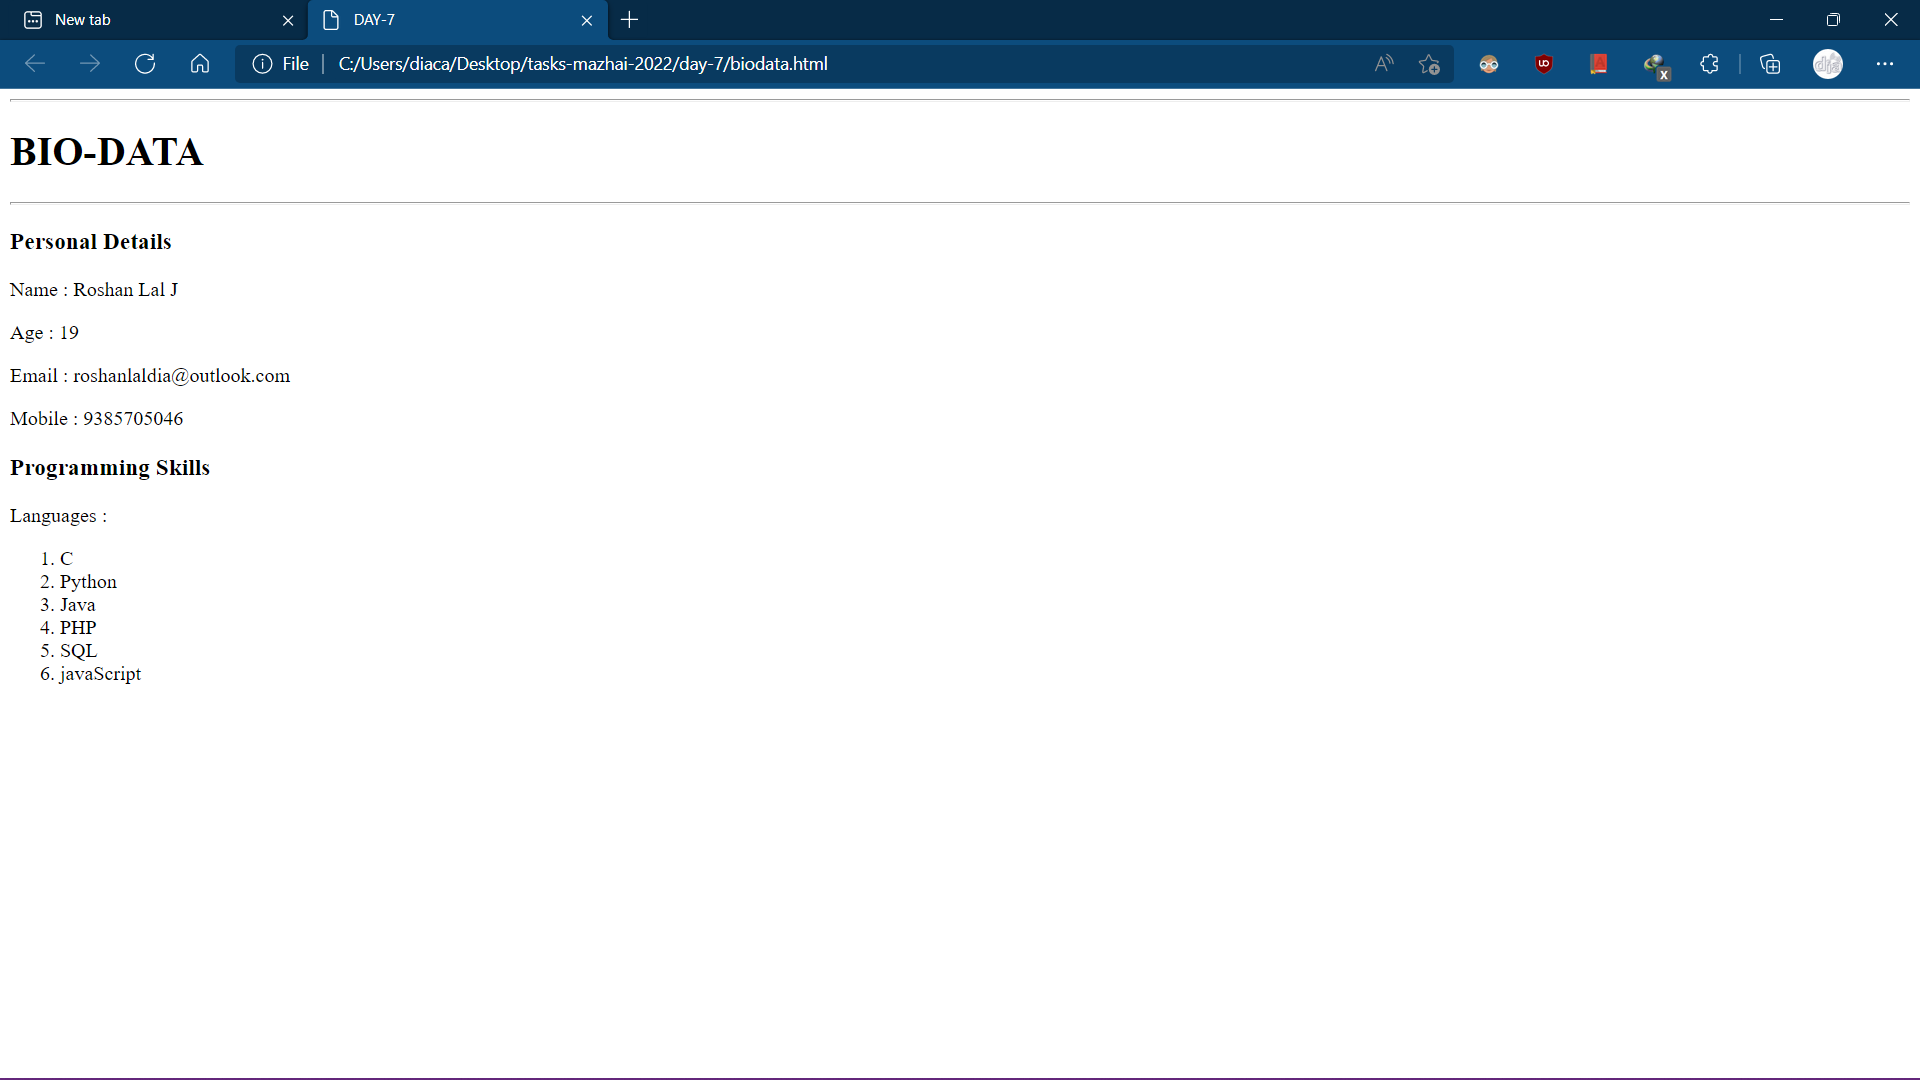 New tab
DAY-7
File
C:/Users/diaca/Desktop/tasks-mazhai-2022/day-7/biodata.html
BIO-DATA
Personal Details
Name : Roshan Lal J
Age : 19
Email : roshanlaldia@outlook.com
Mobile : 9385705046
Programming Skills
Languages :
1. C
2. Python
3. Java
4. PHP
5. SQL
6. javaScript